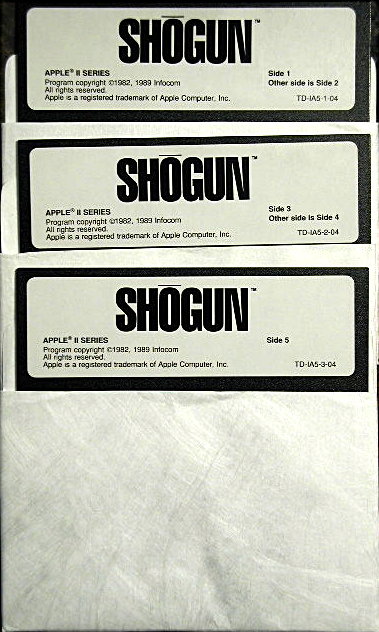 SHŌGUN™
APPLE® II SERIES
Side 1
Program copyright ©1982, 1989 Infocom
Other side is Side 2
All rights reserved.
Apple is a registered trademark of Apple Computer, Inc.
TD-IA5-1-04
SHŌGUN™
APPLE® II SERIES
Side 3
Program copyright ©1982, 1989 Infocom
Other side Is Side 4
All rights reserved.
Apple is a registered trademark of Apple Computer, Inc.
TD-IA5-2-04
SHŌGUN™
APPLE® II SERIES
Side 5
Program copyright ©1982, 1989 Infocom
All rights reserved.
Apple is a registered trademark of Apple Computer, Inc.
TD-IA5-3-04